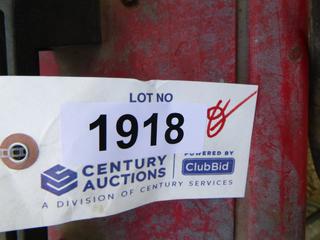 LOT NO
1918
CENTURY AUCTIONS
POWERED BY
ClubBid
A DIVISION OF CENTURY SERVICES